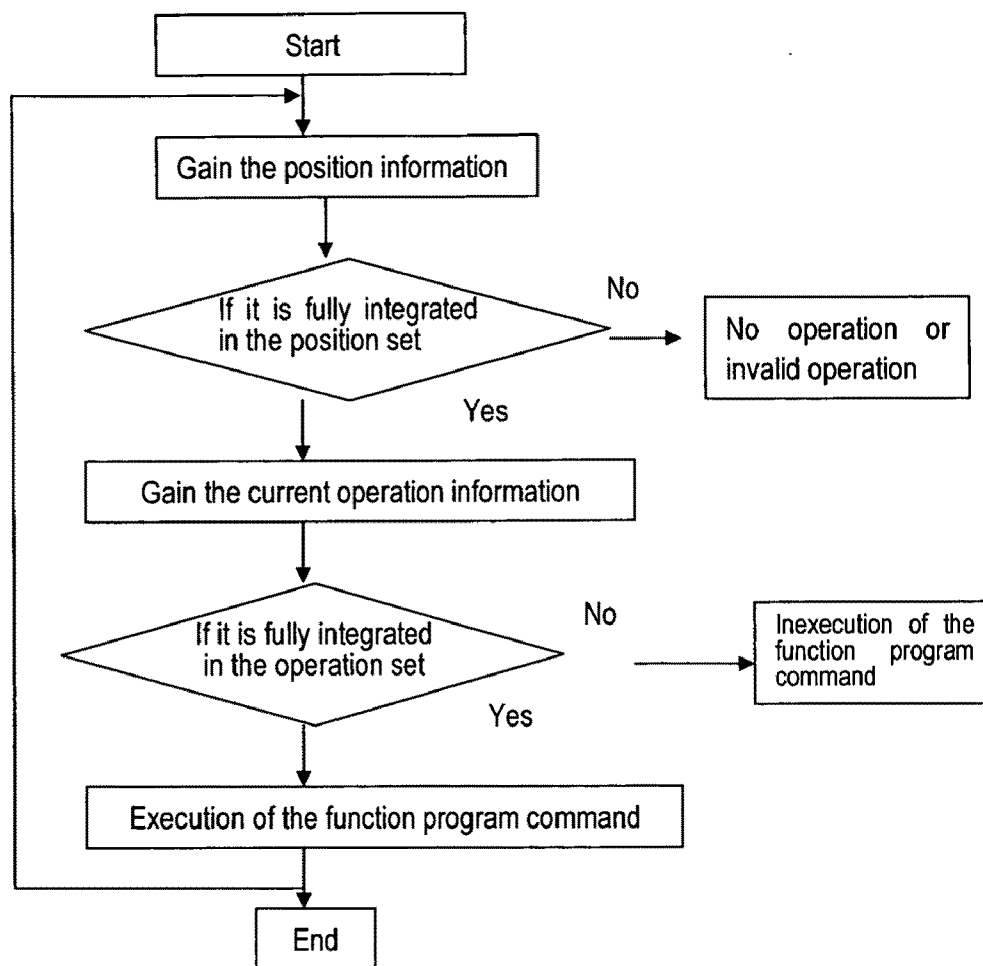 Start
Gain the position information
If it is fully integrated
in the position set
No
No operation or
invalid operation
Yes
Gain the current operation information
If it is fully integrated
in the operation set
No
Inexecution of the
function program
command
Yes
Execution of the function program command
End